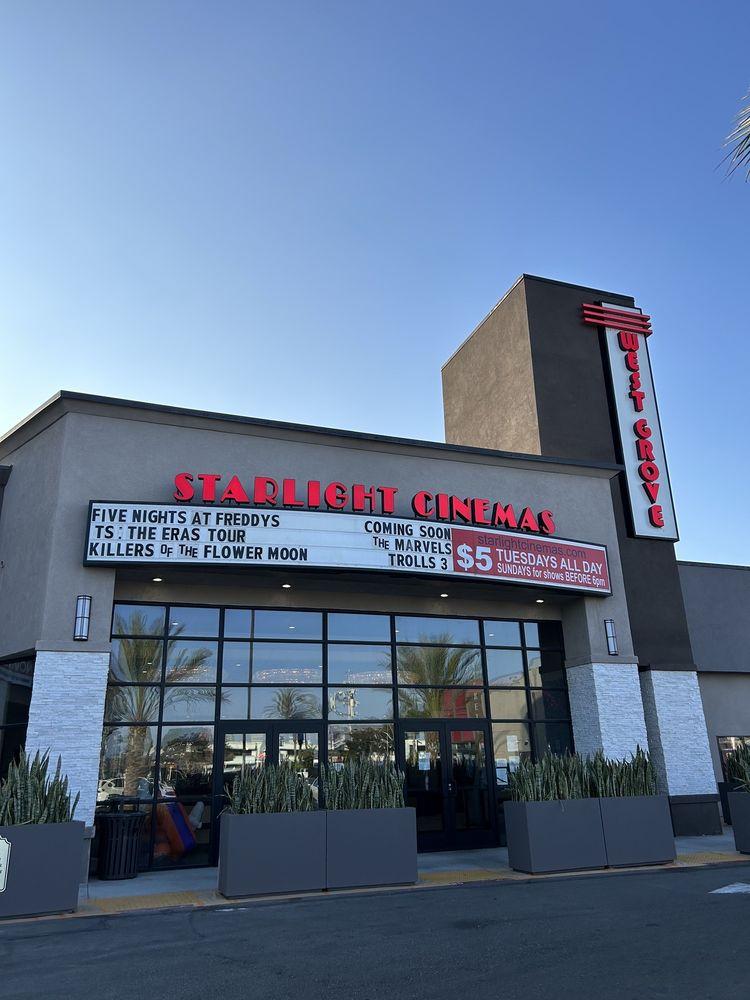 WEST GROVE
STARLIGHT CINEMAS
FIVE NIGHTS AT FREDDYS
TS: THE ERAS TOUR
KILLERS OF THE FLOWER MOON
COMING SOON
THE MARVELS
TROLLS 3
starlightcinemas.com
$5 TUESDAYS ALL DAY
SUNDAYS for shows BEFORE 6pm